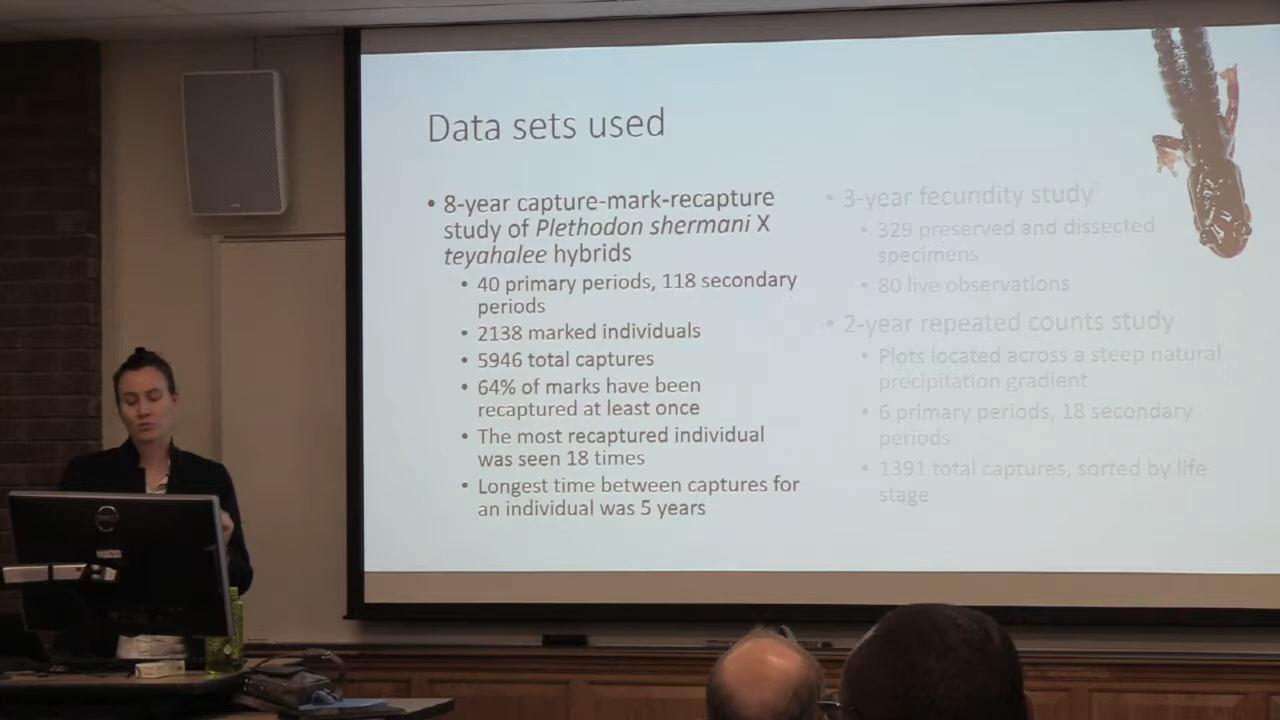 Data sets used
• 8-year capture-mark-recapture
study of Plethodon shermani X
teyahalee hybrids
• 40 primary periods, 118 secondary
periods
• 2138 marked individuals
• 5946 total captures
• 64% of marks have been
recaptured at least once
• The most recaptured individual
was seen 18 times
• Longest time between captures for
an individual was 5 years
• 3-year fecundity study
• 329 preserved and dissected
specimens
• 80 live observations
• 2-year repeated counts study
• Plots located across a steep natural
precipitation gradient
• 6 primary periods, 18 secondary
periods
• 1391 total captures, sorted by life
stage
DELL